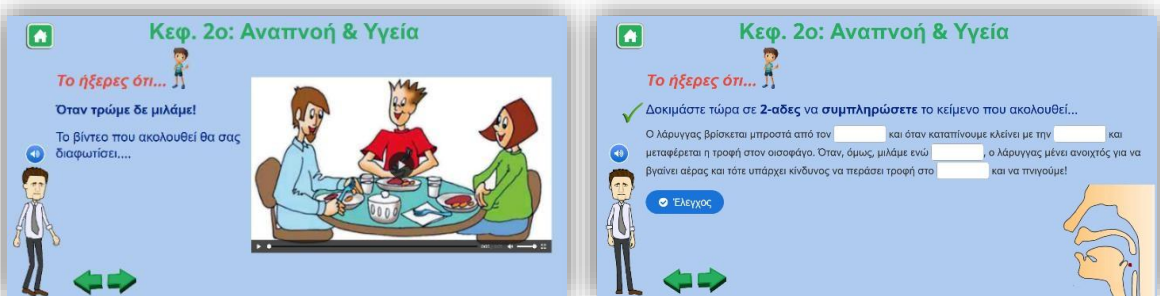 Κεφ. 2ο: Αναπνοή & Υγεία
Το ήξερες ότι...
Όταν τρώμε δε μιλάμε!
Το βίντεο που ακολουθεί θα σας
διαφωτίσει....
Κεφ. 2ο: Αναπνοή & Υγεία
Το ήξερες ότι...
Δοκιμάστε τώρα σε 2-αδες να συμπληρώσετε το κείμενο που ακολουθεί...
Ο λάρυγγας βρίσκεται μπροστά από τον και όταν καταπίνουμε κλείνει με την και
μεταφέρεται η τροφή στον οισοφάγο. Όταν, όμως, μιλάμε ενώ , ο λάρυγγας μένει ανοιχτός για να
βγαίνει αέρας και τότε υπάρχει κίνδυνος να περάσει τροφή στο και να πνιγούμε!
Έλεγχος